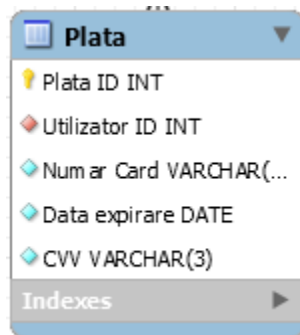 Plata
Plata ID INT
Utilizator ID INT
Numar Card VARCHAR(...
Data expirare DATE
CVV VARCHAR(3)
Indexes